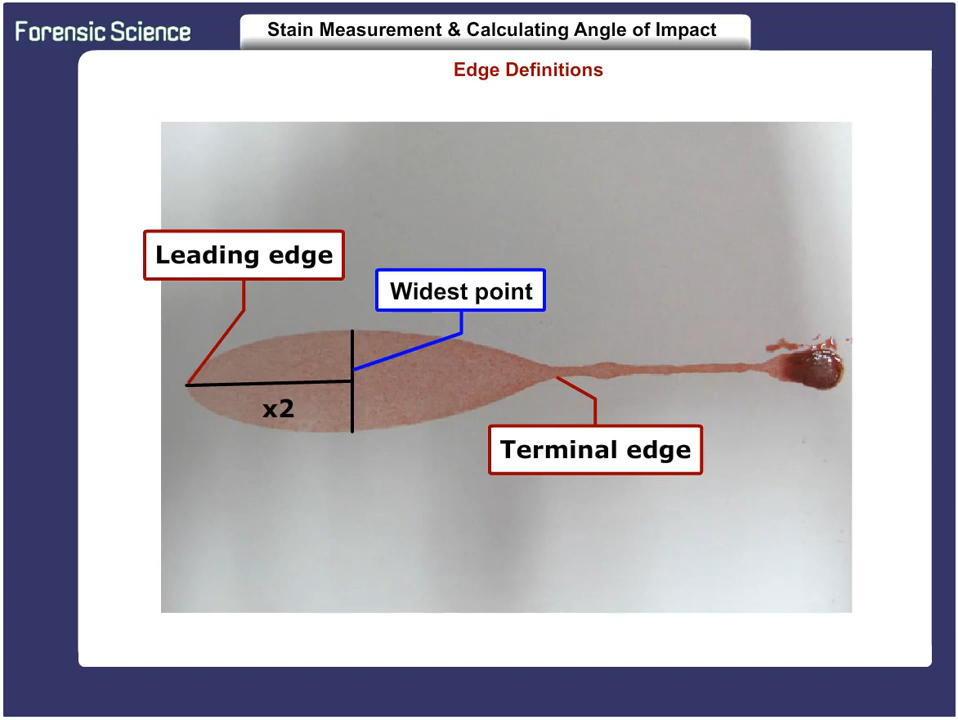 Forensic Science
Stain Measurement & Calculating Angle of Impact
Edge Definitions
Leading edge
Widest point
x2
Terminal edge